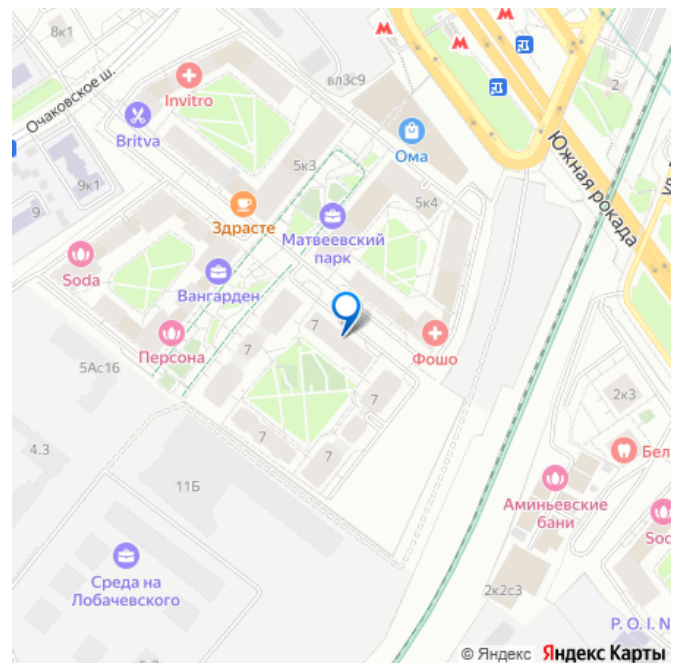 8к1
Очаковское ш.
Invitro
Britva
вл3с9
Ома
2
Южная рокада
9к1
9
5к3
5к4
Здрасте
Матвеевский
парк
Soda
Вангарден
Персона
7
7
7
7
7
Фошо
5Ас16
4.3
11Б
2к3
Бел
Аминьевские
бани
Soc
Среда на
Лобачевского
2к2с3
P. O. I. N
© Яндекс Яндекс Карты